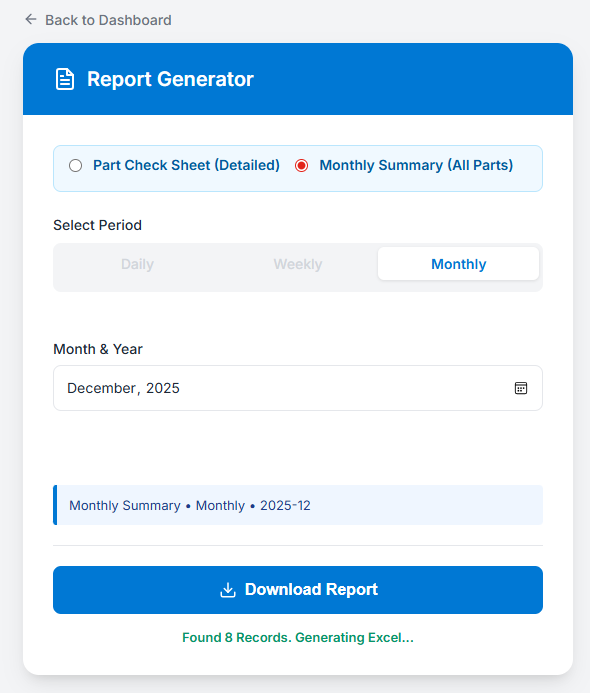 Back to Dashboard
Report Generator
Part Check Sheet (Detailed) Monthly Summary (All Parts)
Select Period
Daily Weekly Monthly
Month & Year
December, 2025
Monthly Summary • Monthly • 2025-12
Download Report
Found 8 Records. Generating Excel...